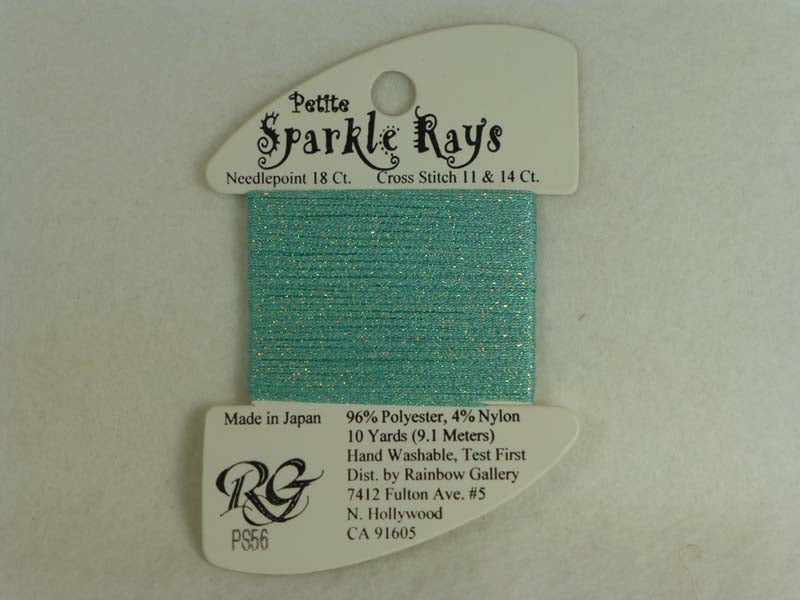 Petite
Sparkle Rays
Needlepoint 18 Ct. Cross Stitch 11 & 14 Ct.
Made in Japan
RG
PS56
96% Polyester, 4% Nylon
10 Yards (9.1 Meters)
Hand Washable, Test First
Dist. by Rainbow Gallery
7412 Fulton Ave. #5
N. Hollywood
CA 91605